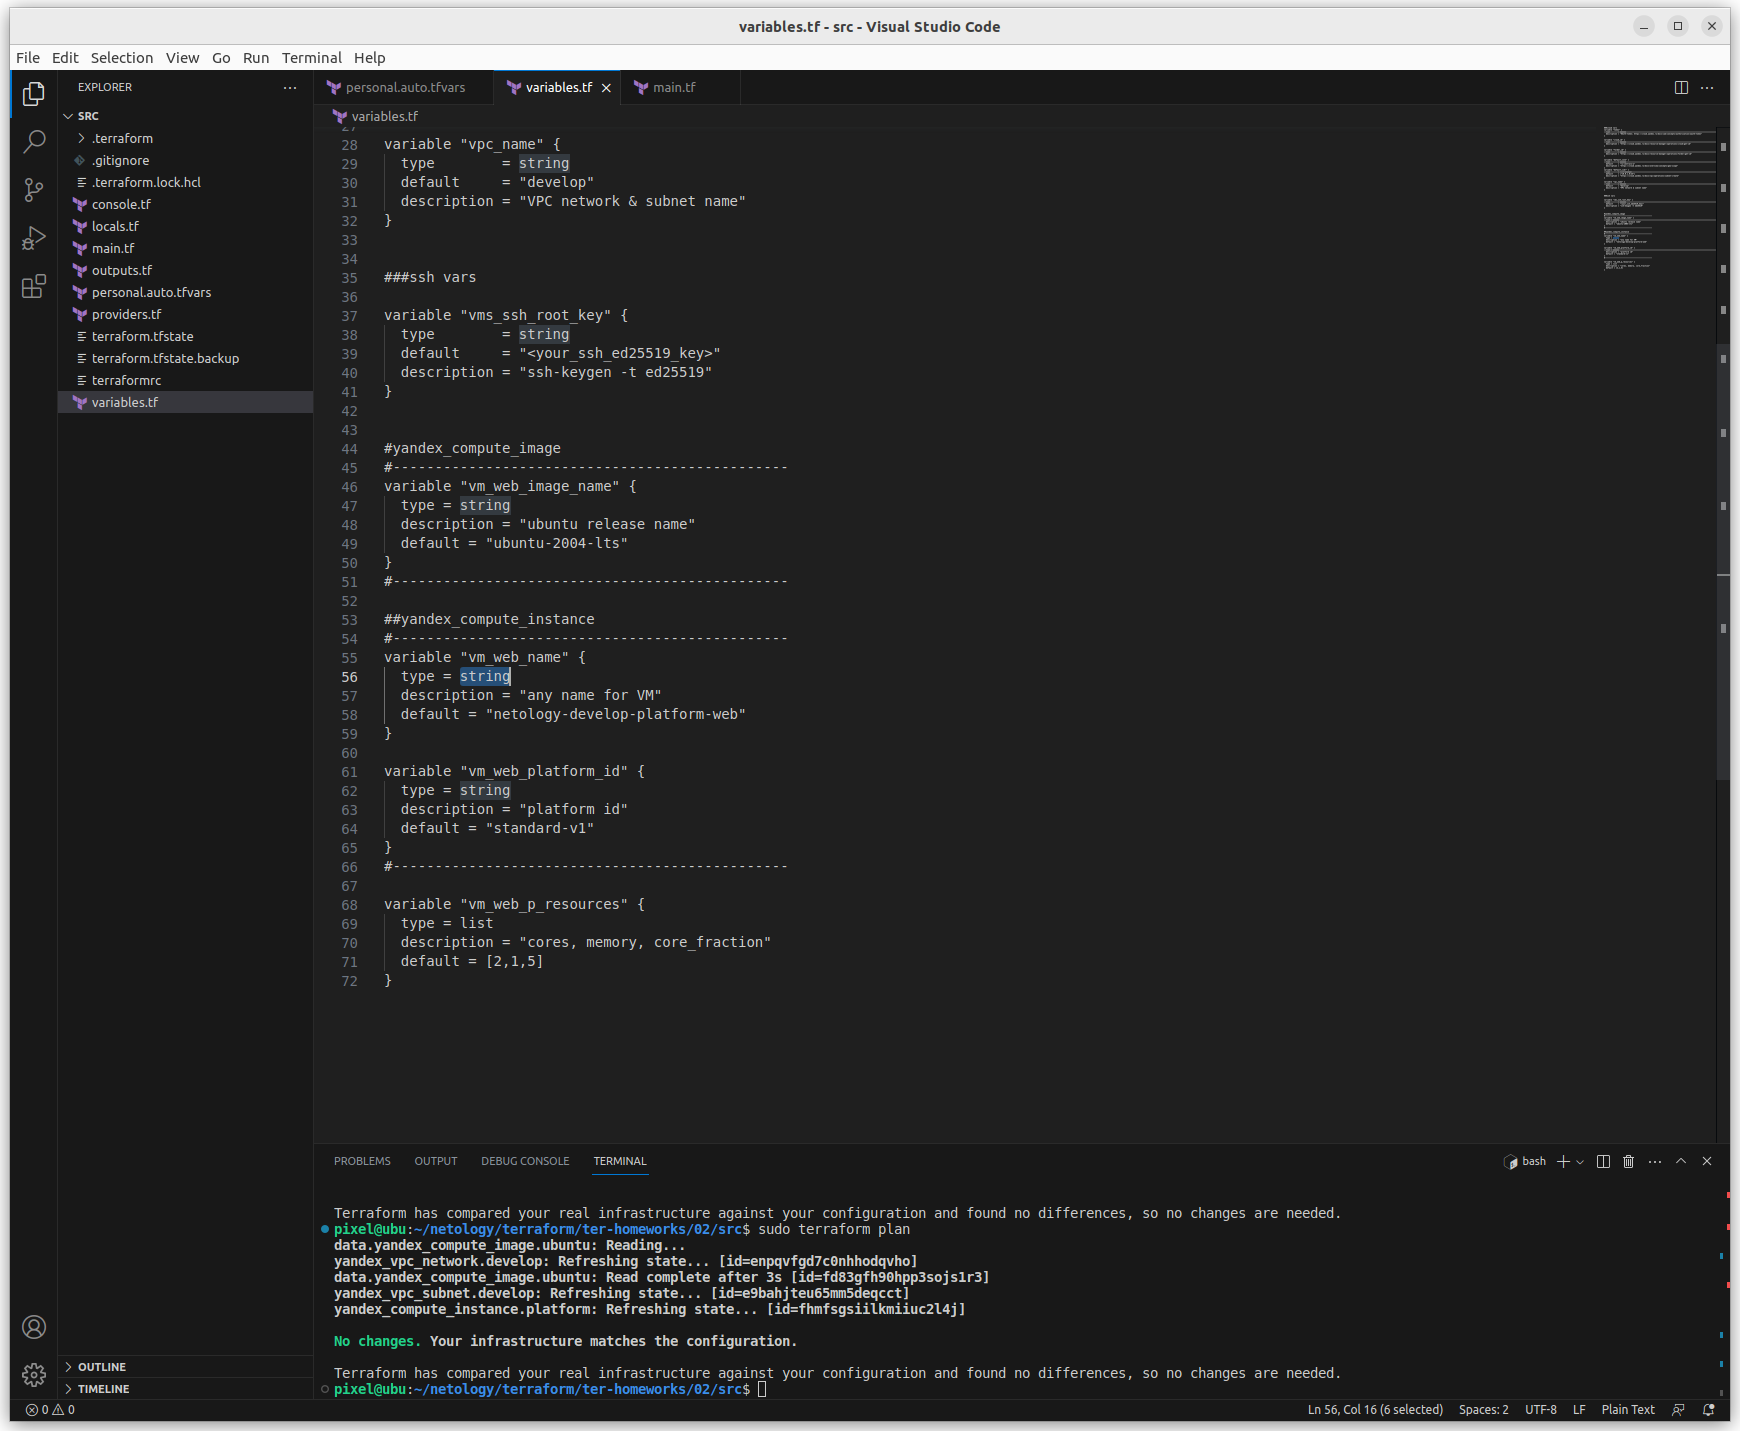 variables.tf - src - Visual Studio Code
File Edit Selection View Go Run Terminal Help
EXPLORER
SRC
.terraform
.gitignore
.terraform.lock.hcl
console.tf
locals.tf
main.tf
outputs.tf
personal.auto.tfvars
providers.tf
terraform.tfstate
terraform.tfstate.backup
terraformrc
variables.tf
OUTLINE
TIMELINE
personal.auto.tfvars variables.tf main.tf
variables.tf
27
28 variable "vpc_name" {
29 type = string
30 default = "develop"
31 description = "VPC network & subnet name"
32 }
33
34
35 ###ssh vars
36
37 variable "vms_ssh_root_key" {
38 type = string
39 default = "<your_ssh_ed25519_key>"
40 description = "ssh-keygen -t ed25519"
41 }
42
43
44 #yandex_compute_image
45 #-----------------------------------------------
46 variable "vm_web_image_name" {
47 type = string
48 description = "ubuntu release name"
49 default = "ubuntu-2004-lts"
50 }
51 #-----------------------------------------------
52
53 ##yandex_compute_instance
54 #-----------------------------------------------
55 variable "vm_web_name" {
56 type = string
57 description = "any name for VM"
58 default = "netology-develop-platform-web"
59 }
60
61 variable "vm_web_platform_id" {
62 type = string
63 description = "platform id"
64 default = "standard-v1"
65 }
66 #-----------------------------------------------
67
68 variable "vm_web_p_resources" {
69 type = list
70 description = "cores, memory, core_fraction"
71 default = [2,1,5]
72 }
PROBLEMS OUTPUT DEBUG CONSOLE TERMINAL
bash
Terraform has compared your real infrastructure against your configuration and found no differences, so no changes are needed.
pixel@ubu:~/netology/terraform/ter-homeworks/02/src$ sudo terraform plan
data.yandex_compute_image.ubuntu: Reading...
yandex_vpc_network.develop: Refreshing state... [id=enpqvfgd7c0nhhodqvho]
data.yandex_compute_image.ubuntu: Read complete after 3s [id=fd83gfh90hpp3sojs1r3]
yandex_vpc_subnet.develop: Refreshing state... [id=e9bahjteu65mm5deqcct]
yandex_compute_instance.platform: Refreshing state... [id=fhmfsgsiilkmiiuc2l4j]
No changes. Your infrastructure matches the configuration.
Terraform has compared your real infrastructure against your configuration and found no differences, so no changes are needed.
pixel@ubu:~/netology/terraform/ter-homeworks/02/src$
0 0
Ln 56, Col 16 (6 selected) Spaces: 2 UTF-8 LF Plain Text